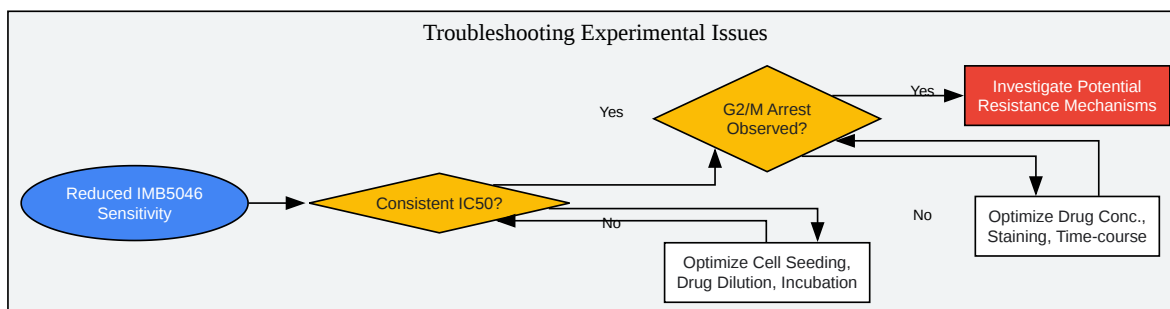 Troubleshooting Experimental Issues
Reduced IMB5046
Sensitivity
Consistent IC50?
Yes
No
Optimize Cell Seeding,
Drug Dilution, Incubation
G2/M Arrest
Observed?
Yes
No
Investigate Potential
Resistance Mechanisms
Optimize Drug Conc.,
Staining, Time-course